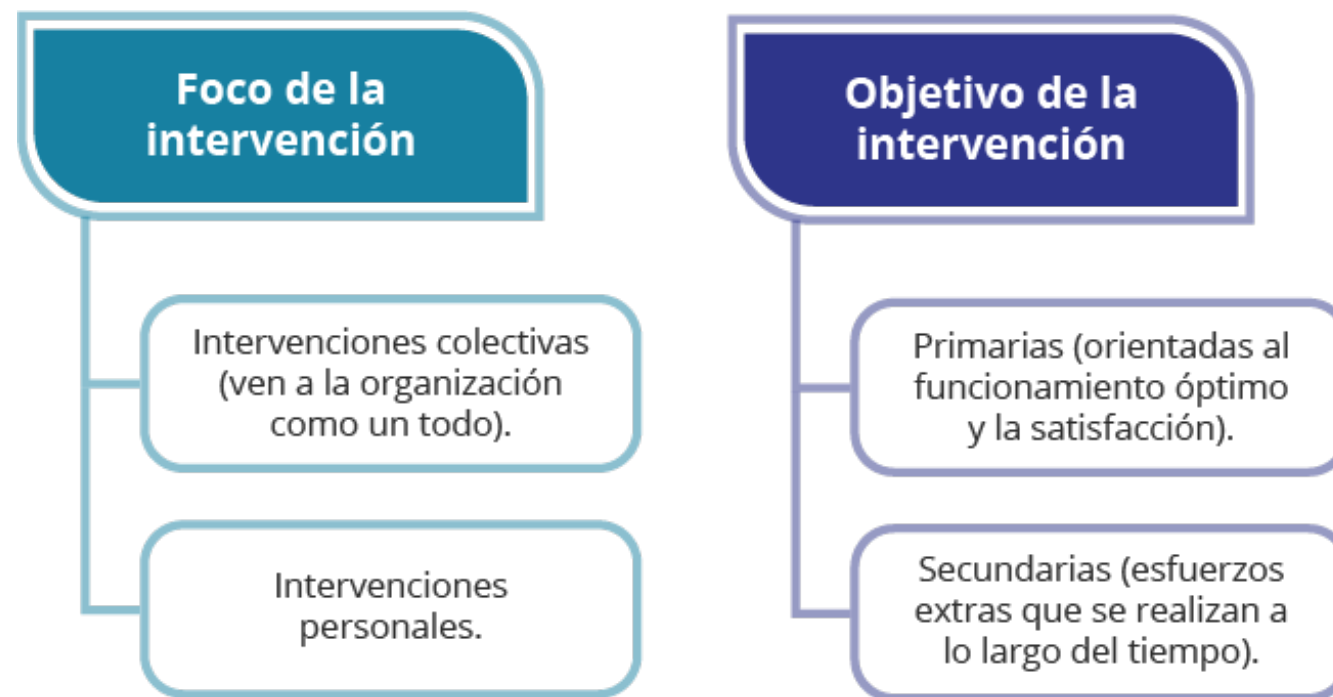 Foco de la
intervención
Intervenciones colectivas
(ven a la organización
como un todo).
Intervenciones
personales.
Objetivo de la
intervención
Primarias (orientadas al
funcionamiento óptimo
y la satisfacción).
Secundarias (esfuerzos
extras que se realizan a
lo largo del tiempo).